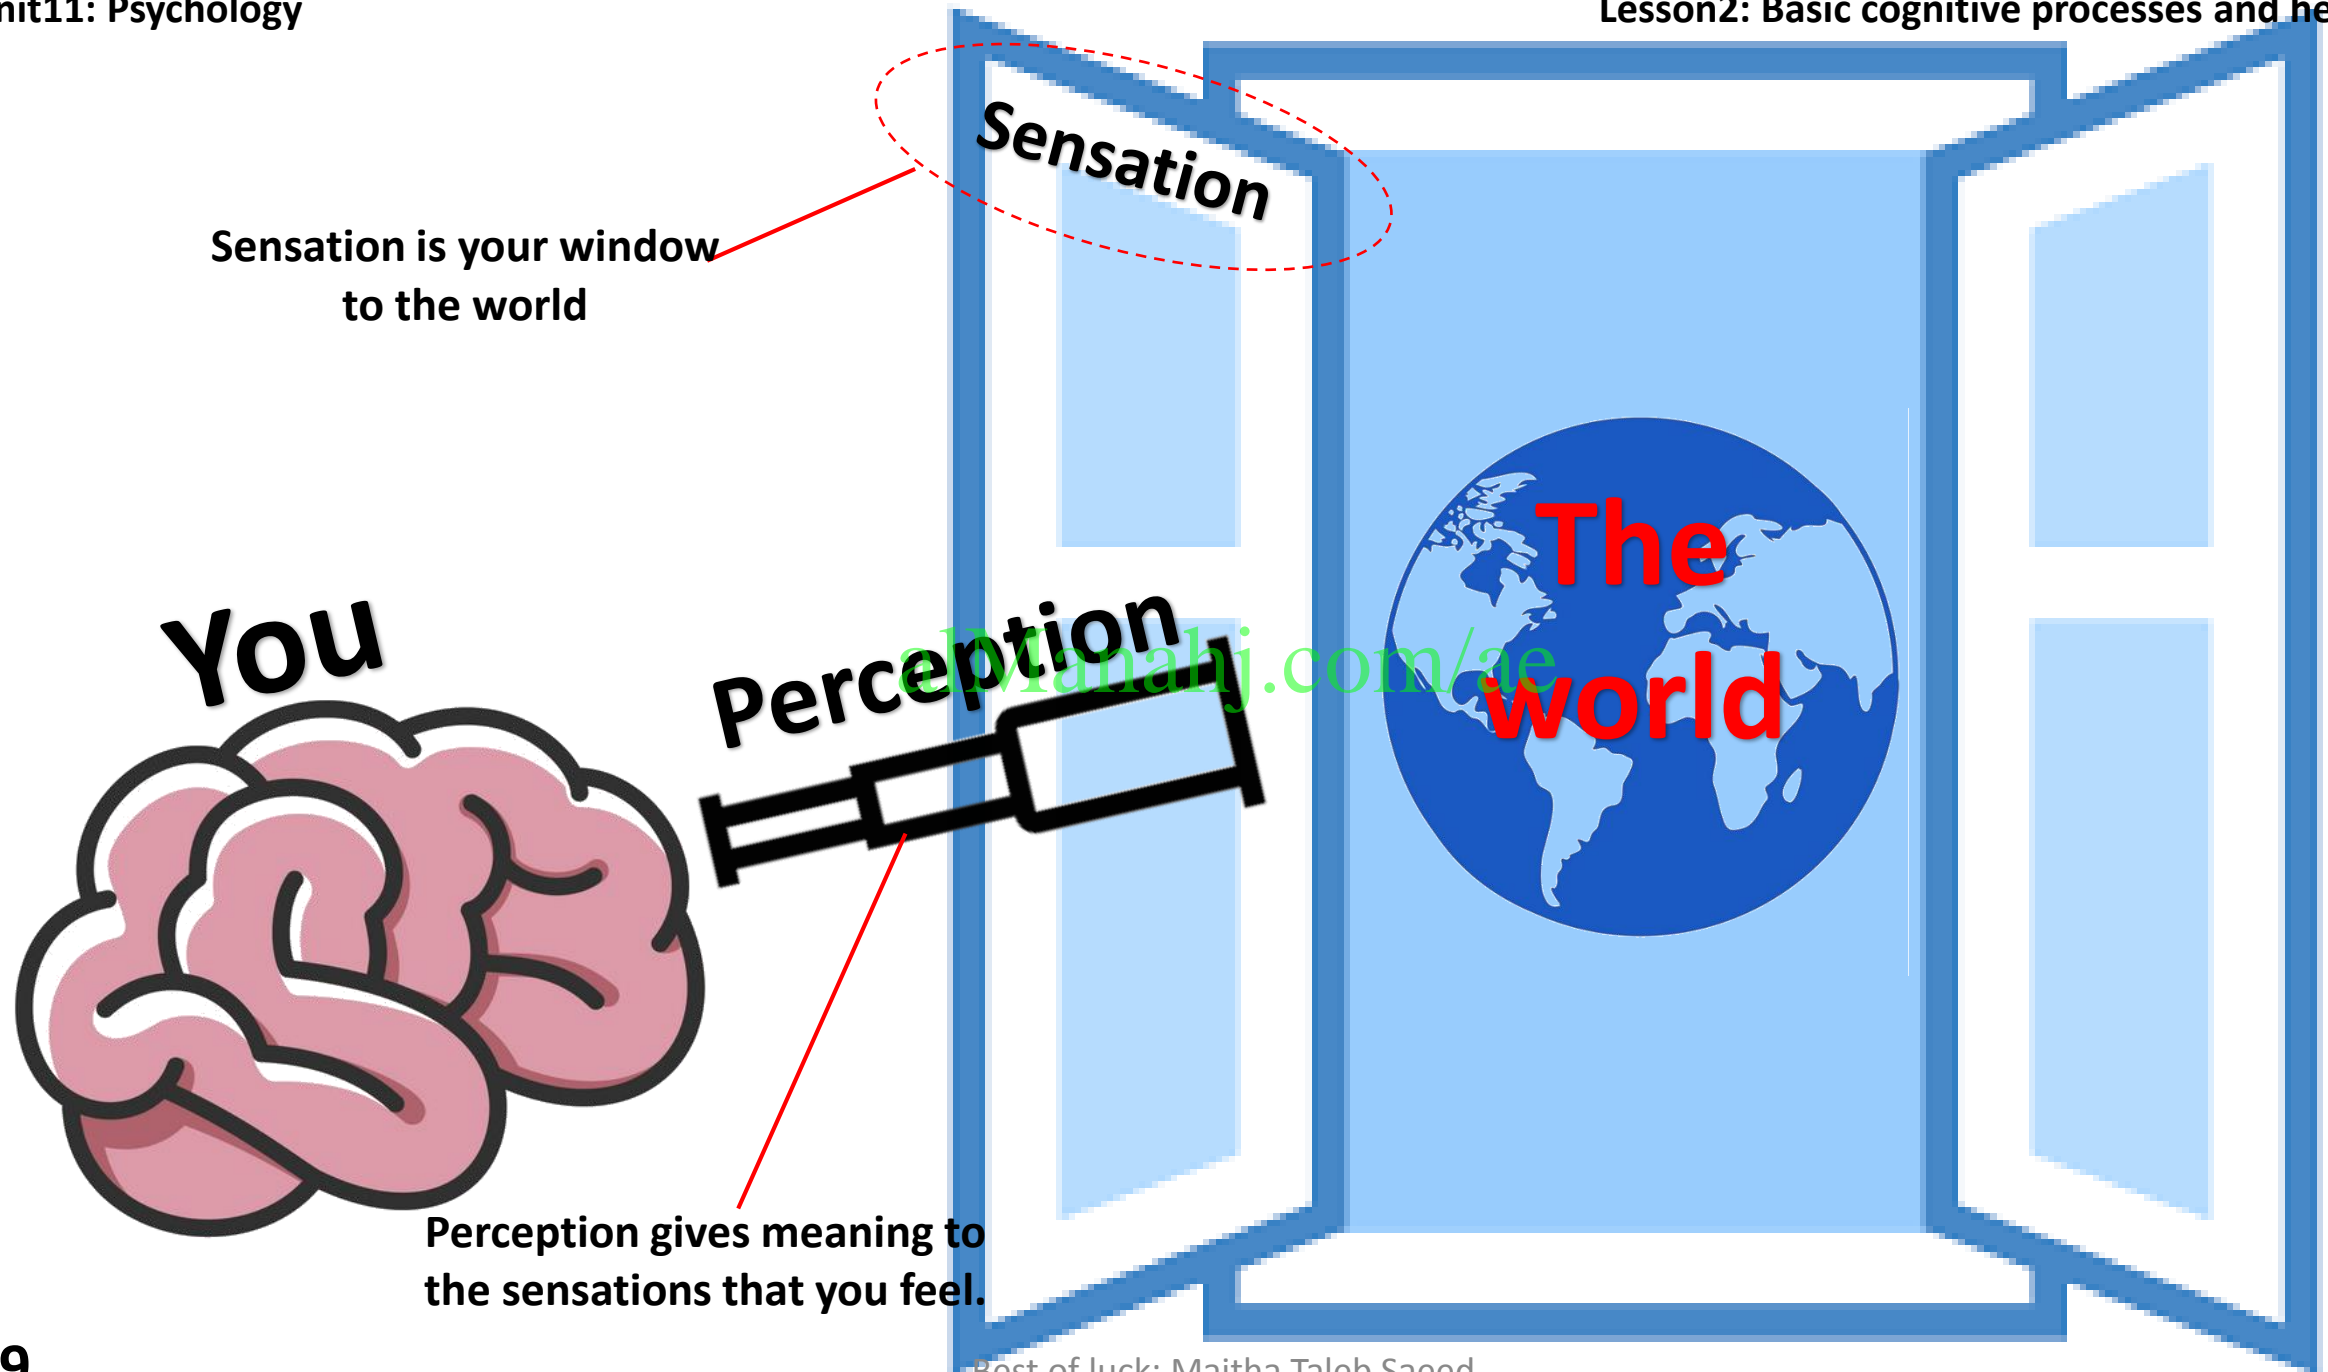 nit11: Psychology
Lesson2: Basic cognitive processes and he
Sensation
Sensation is your window
to the world
The
world
You
Perception
alManahj.com/ae
Perception gives meaning to
the sensations that you feel.
9
Best of luck: Maitha Taleb Saeed